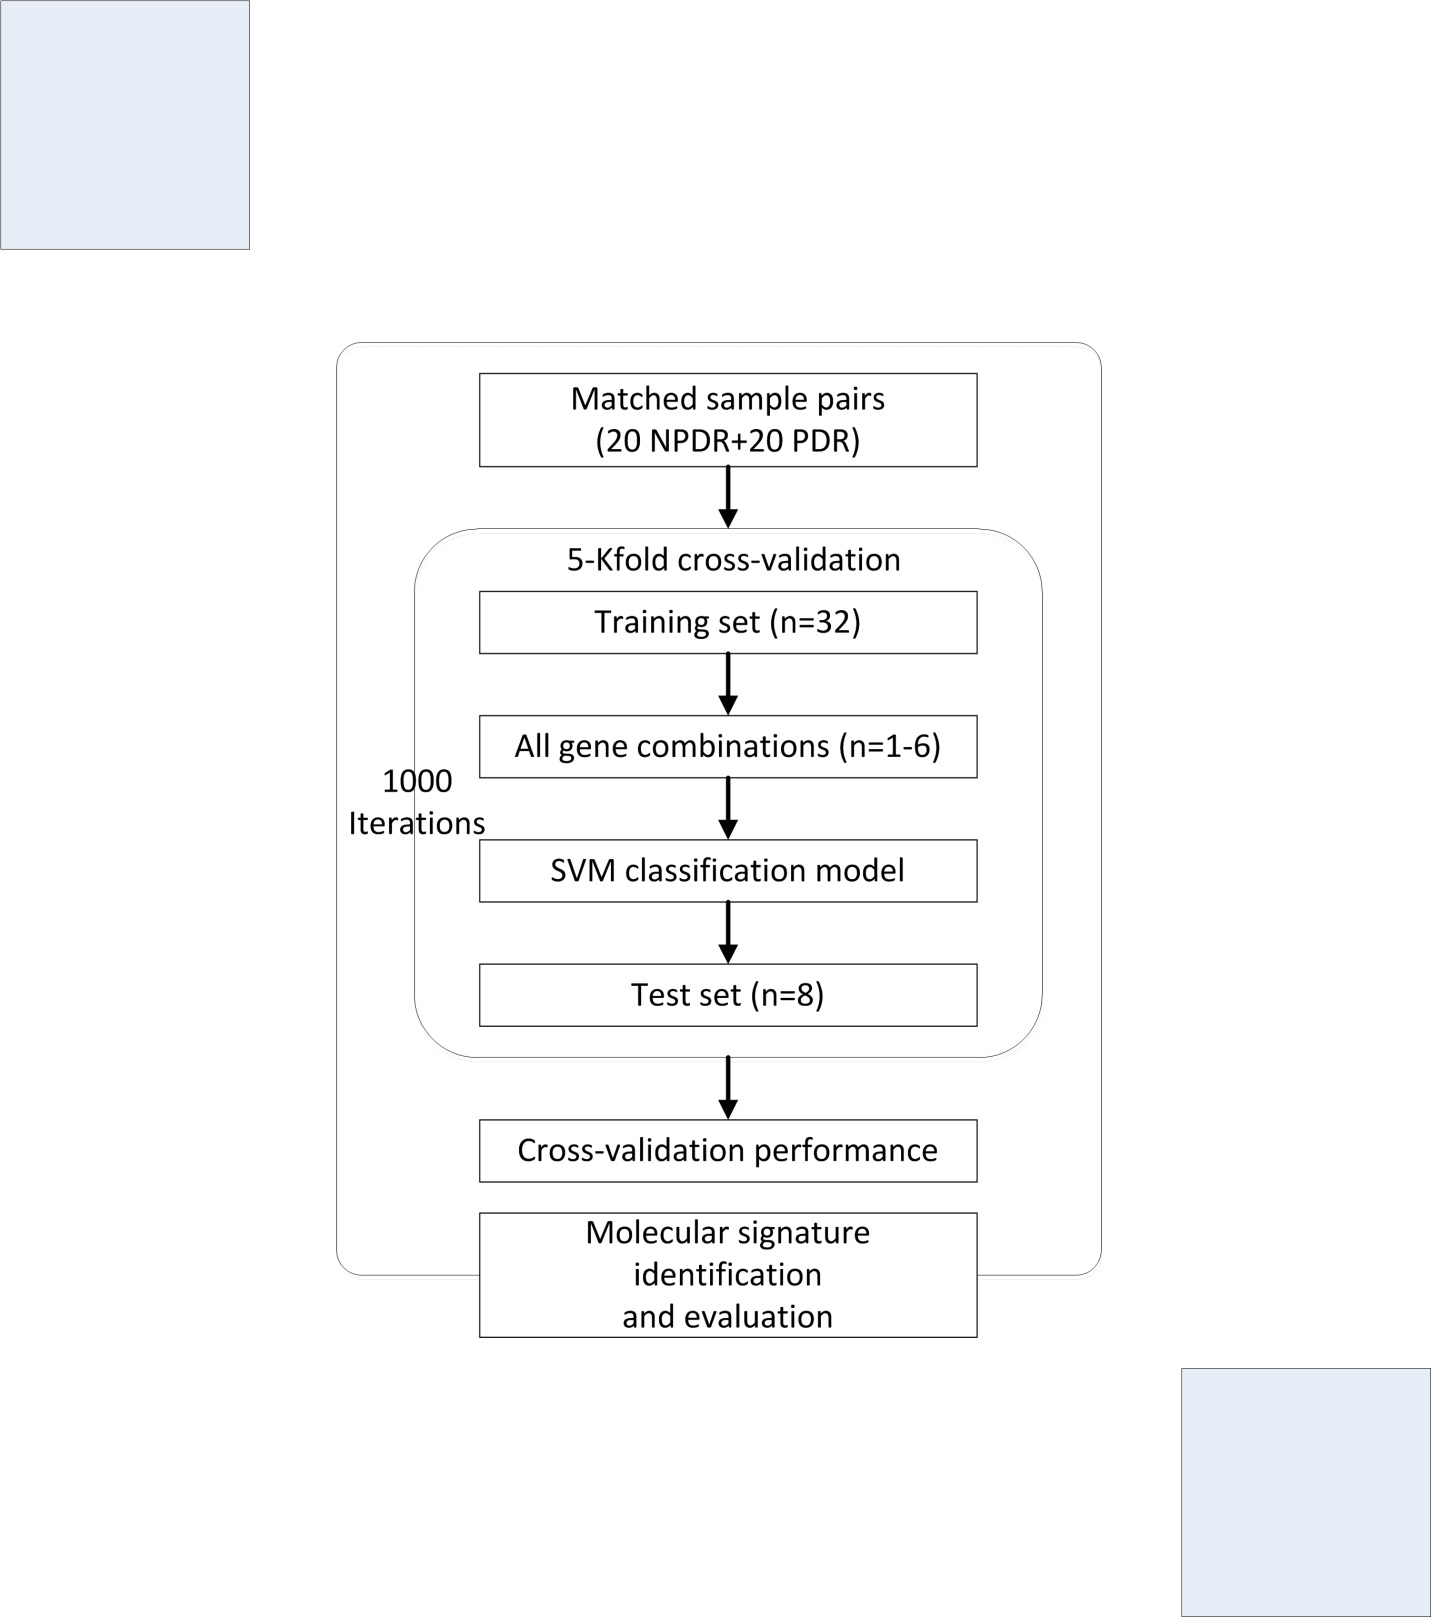 Matched sample pairs
(20 NPDR+20 PDR)
5-Kfold cross-validation
Training set (n=32)
All gene combinations (n=1-6)
1000
Iterations
SVM classification model
Test set (n=8)
Cross-validation performance
Molecular signature
identification
and evaluation